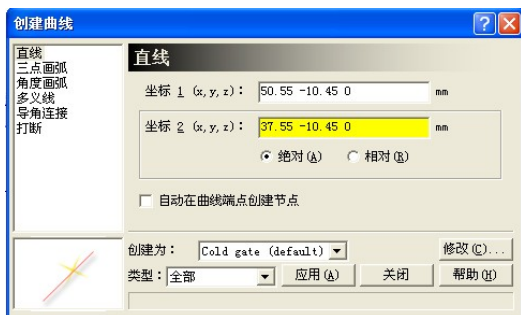 创建曲线
直线
三点画弧
角度画弧
多义线
导角连接
打断
直线
坐标 1 (x, y, z): 50.55 -10.45 0 mm
坐标 2 (x, y, z): 37.55 -10.45 0 mm
绝对(A) 相对(R)
自动在曲线端点创建节点
创建为: Cold gate (default) 修改(C)...
类型: 全部 应用(A) 关闭 帮助(H)